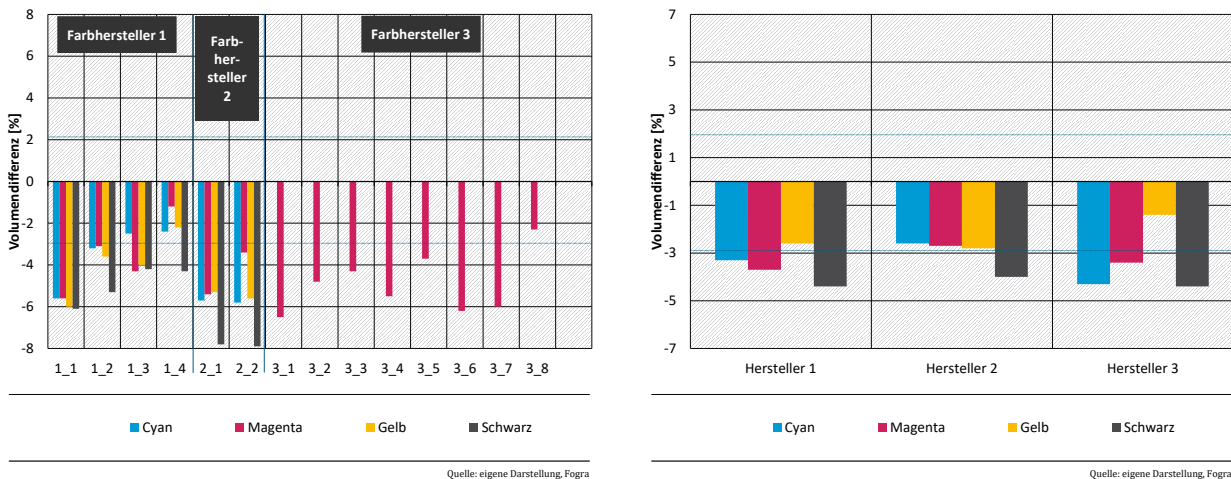 8
6
4
2
0
-2
-4
-6
-8
Volumendifferenz [%]
Farbhersteller 1
Farb-
her-
steller
2
Farbhersteller 3
1_1 1_2 1_3 1_4 2_1 2_2 3_1 3_2 3_3 3_4 3_5 3_6 3_7 3_8
Cyan Magenta Gelb Schwarz
Quelle: eigene Darstellung, Fogra
7
5
3
1
-1
-3
-5
-7
Volumendifferenz [%]
Hersteller 1 Hersteller 2 Hersteller 3
Cyan Magenta Gelb Schwarz
Quelle: eigene Darstellung, Fogra